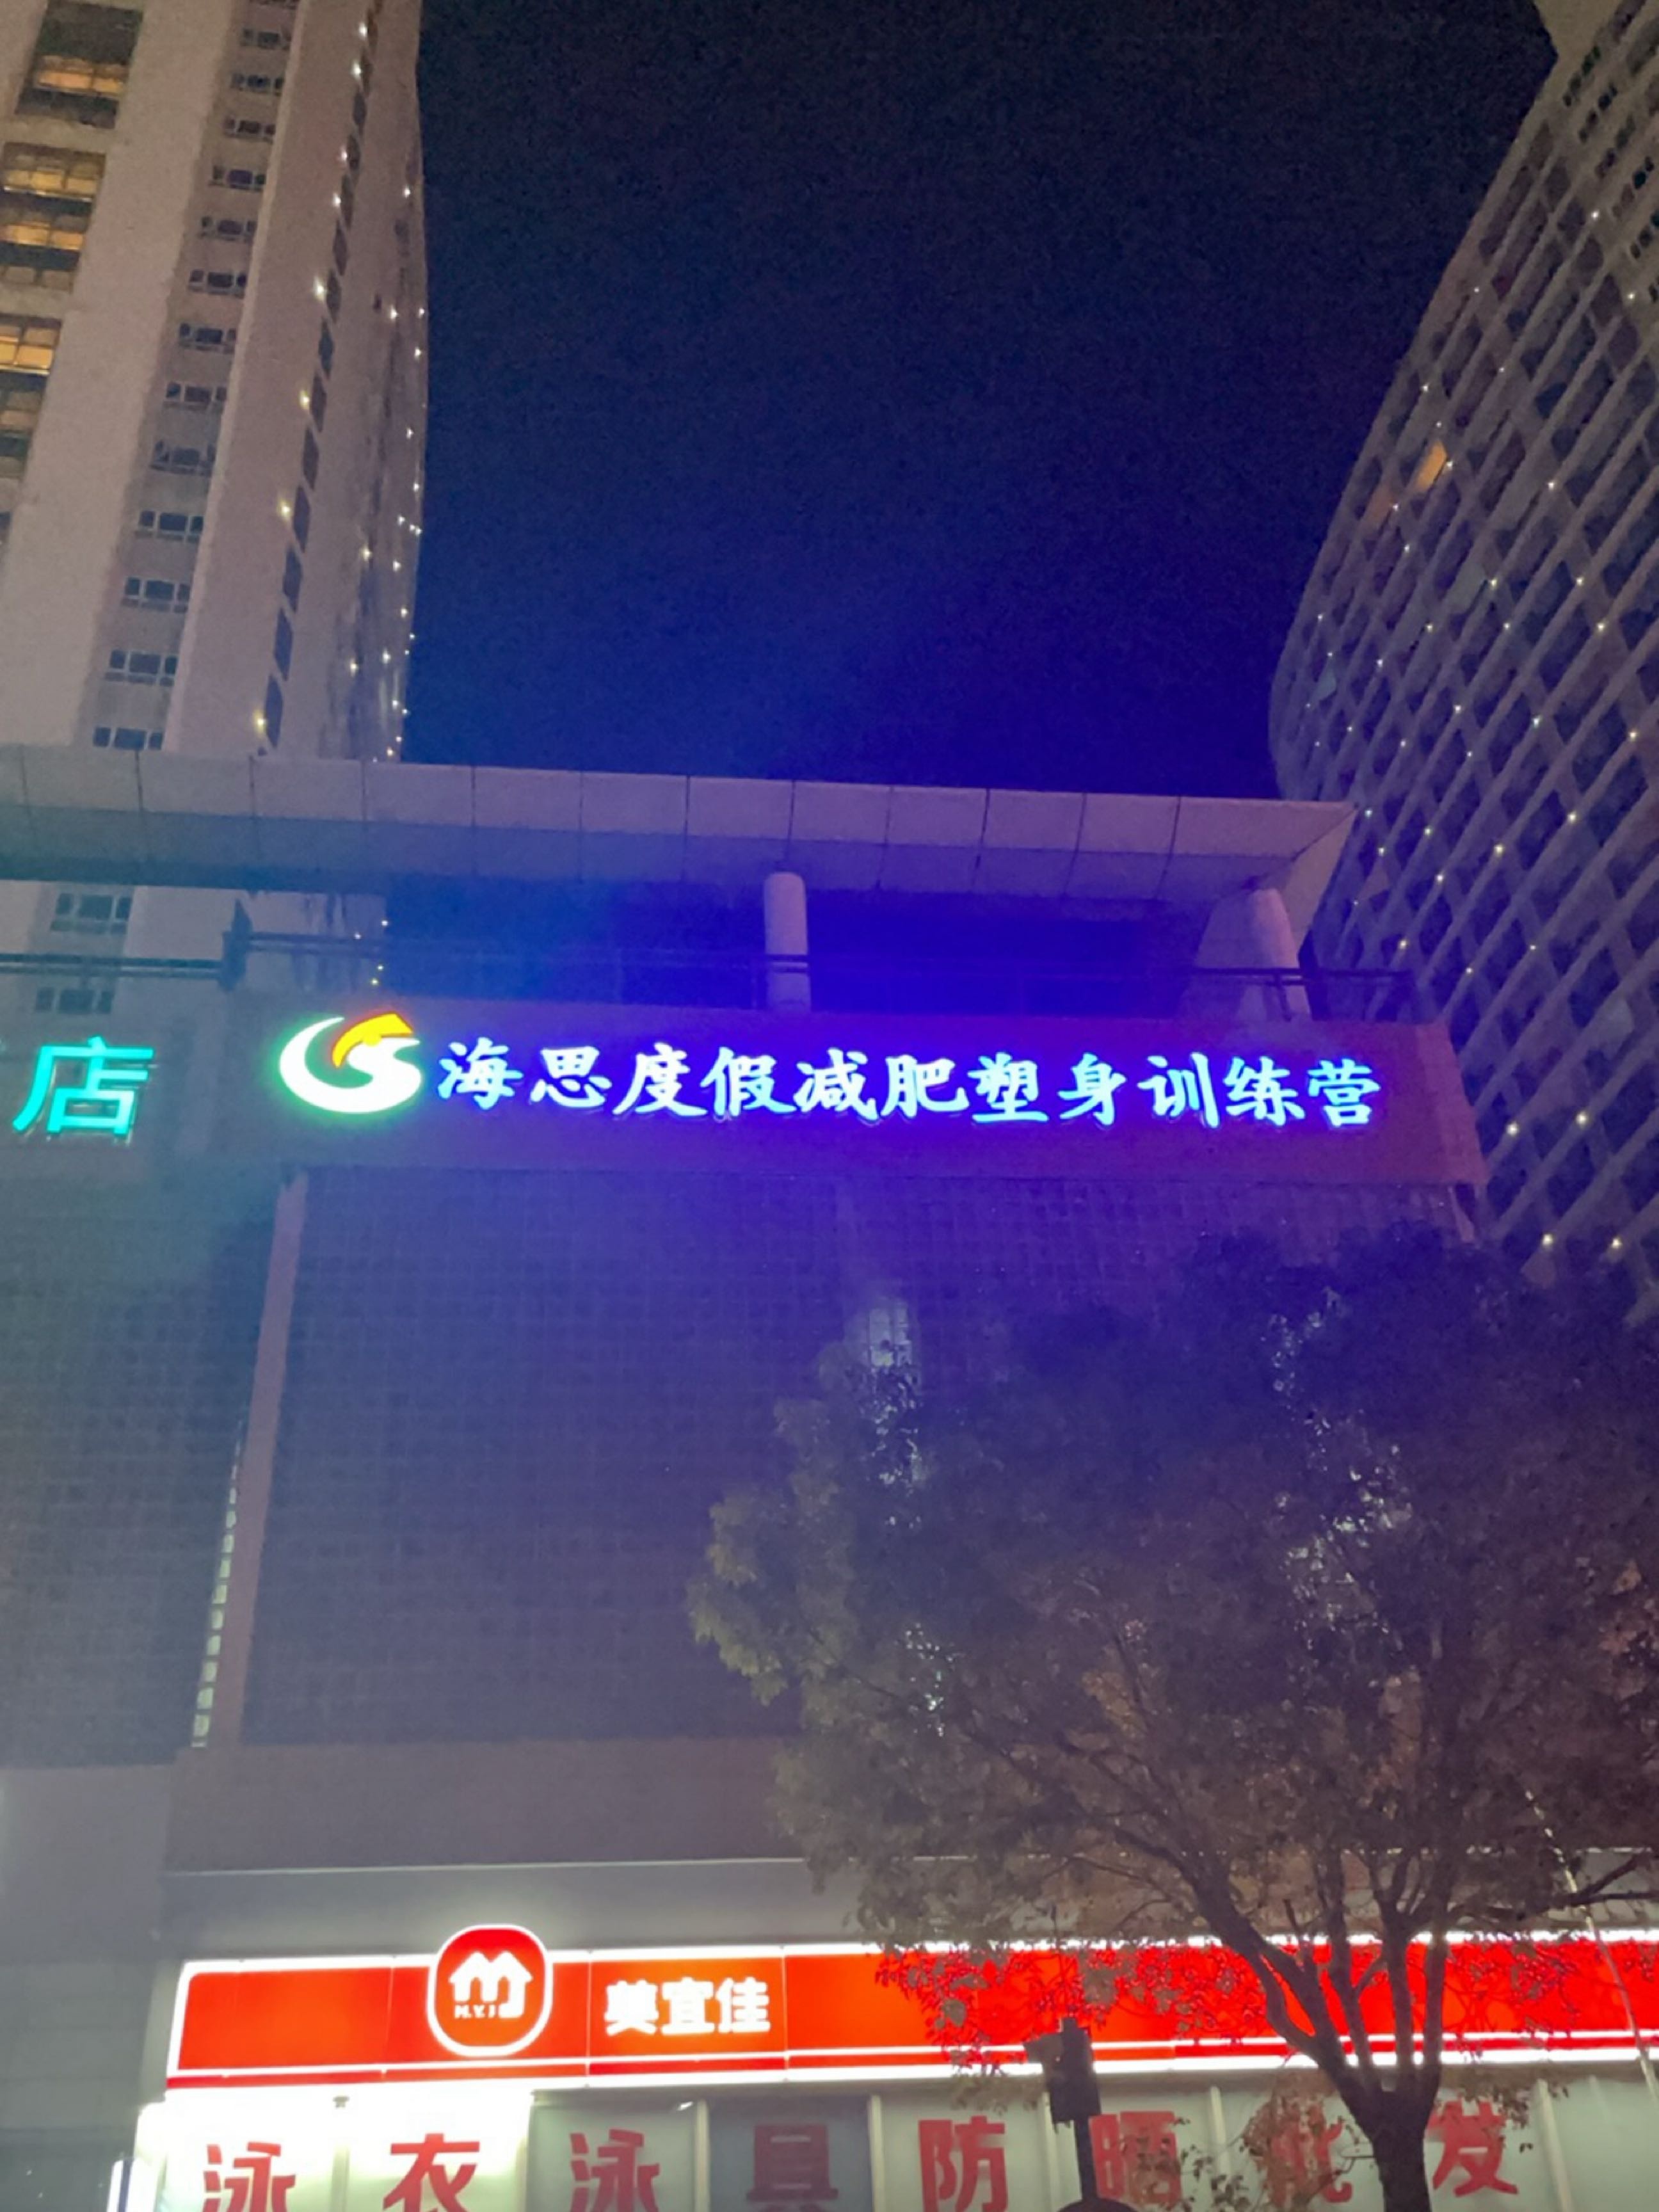 店
海思度假减肥塑身训练营
M.Y.J
美宜佳
泳衣泳具防晒批发